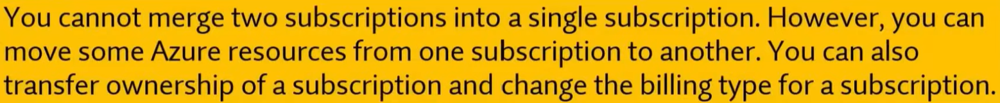 You cannot merge two subscriptions into a single subscription. However, you can
move some Azure resources from one subscription to another. You can also
transfer ownership of a subscription and change the billing type for a subscription.